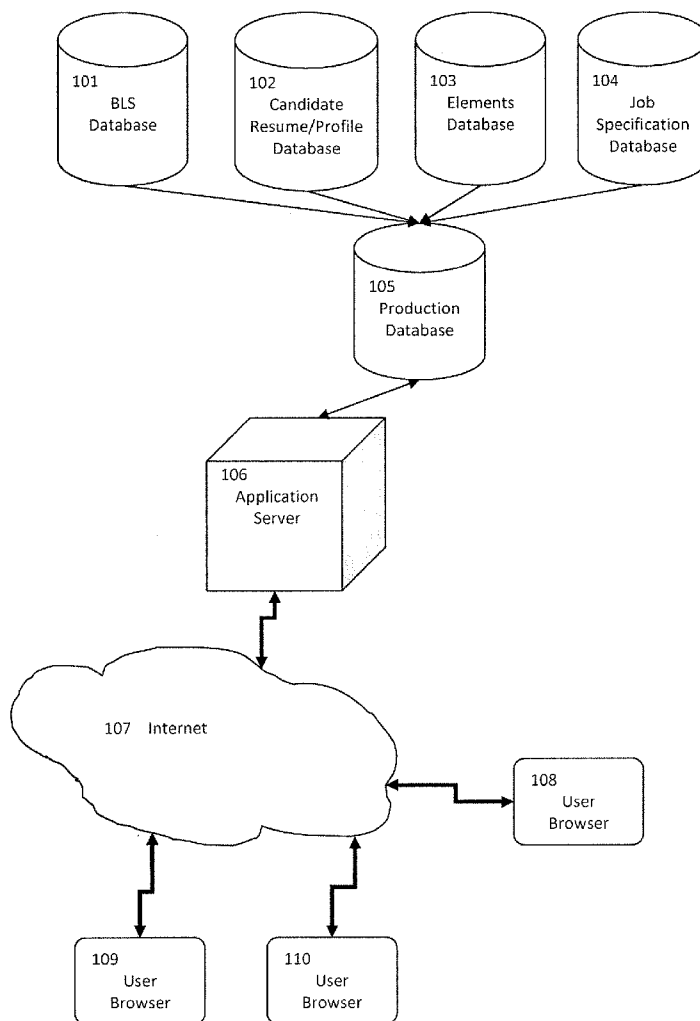 101
BLS
Database
102
Candidate
Resume/Profile
Database
103
Elements
Database
104
Job
Specification
Database
105
Production
Database
106
Application
Server
107 Internet
108
User
Browser
109
User
Browser
110
User
Browser